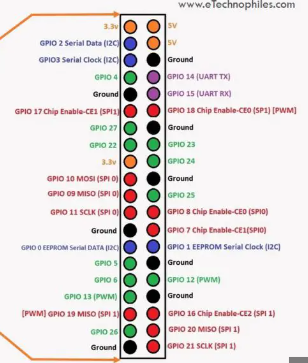 www.eTechnophiles.com
3.3v 5V
GPIO 2 Serial Data (I2C) 5V
GPIO3 Serial Clock (I2C) Ground
GPIO 4 GPIO 14 (UART TX)
Ground GPIO 15 (UART RX)
GPIO 17 Chip Enable-CE1 (SPI1) GPIO 18 Chip Enable-CE0 (SP1) [PWM]
GPIO 27 Ground
GPIO 22 GPIO 23
3.3v GPIO 24
GPIO 10 MOSI (SPI 0) Ground
GPIO 09 MISO (SPI 0) GPIO 25
GPIO 11 SCLK (SPI 0) GPIO 8 Chip Enable-CE0 (SPI0)
Ground GPIO 7 Chip Enable-CE1(SPI0)
GPIO 0 EEPROM Serial DATA (I2C) GPIO 1 EEPROM Serial Clock (I2C)
GPIO 5 Ground
GPIO 6 GPIO 12 (PWM)
GPIO 13 (PWM) Ground
[PWM] GPIO 19 MISO (SPI 1) GPIO 16 Chip Enable-CE2 (SPI 1)
GPIO 26 GPIO 20 MISO (SPI 1)
Ground GPIO 21 SCLK (SPI 1)